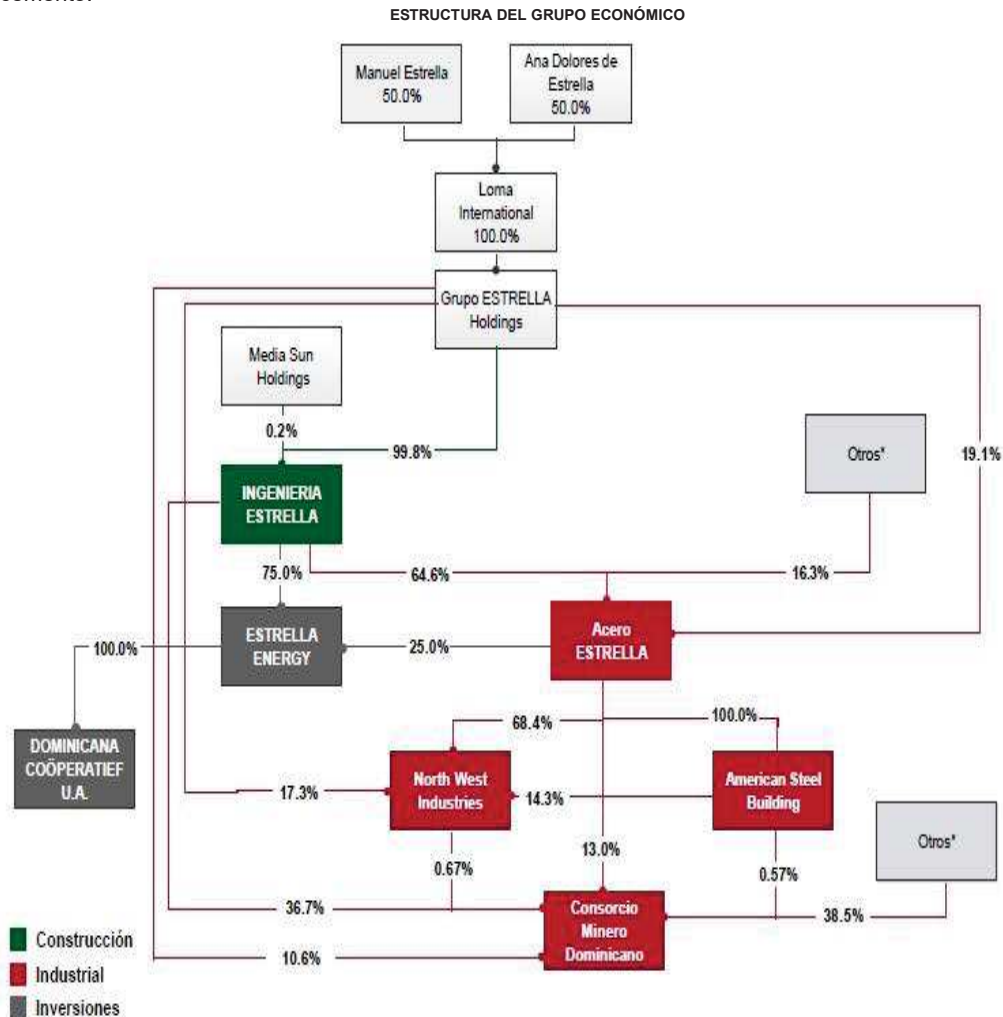 ESTRUCTURA DEL GRUPO ECONÓMICO
Manuel Estrella
50.0%
Ana Dolores de
Estrella
50.0%
Loma
International
100.0%
Grupo ESTRELLA
Holdings
Media Sun
Holdings
0.2%
99.8%
Otros*
19.1%
INGENIERIA
ESTRELLA
75.0%
64.6%
16.3%
ESTRELLA
ENERGY
100.0%
25.0%
Acero
ESTRELLA
68.4%
100.0%
DOMINICANA
COÖPERATIEF
U.A.
17.3%
North West
Industries
14.3%
American Steel
Building
13.0%
0.67%
0.57%
Otros*
36.7%
Consorcio
Minero
Dominicano
38.5%
10.6%
Construcción
Industrial
Inversiones